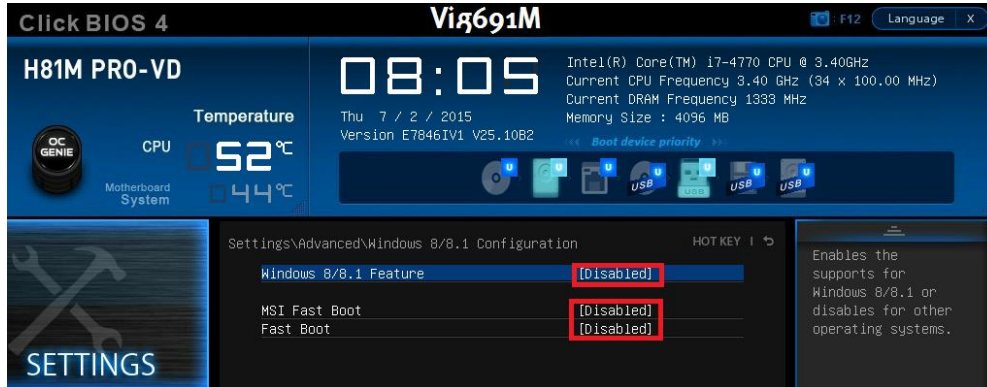 Click BIOS 4
Vig691M
: F12
Language
X
H81M PRO-VD
Temperature
OC GENIE
CPU
52°C
Motherboard
System
44°C
08:05
Thu 7 / 2 / 2015
Version E7846IV1 V25.10B2
Intel(R) Core(TM) i7-4770 CPU @ 3.40GHz
Current CPU Frequency 3.40 GHz (34 x 100.00 MHz)
Current DRAM Frequency 1333 MHz
Memory Size : 4096 MB
Boot device priority
U
U
U
USB U
USB U
USB U
USB U
SETTINGS
Settings\Advanced\Windows 8/8.1 Configuration
HOT KEY
Windows 8/8.1 Feature [Disabled]
MSI Fast Boot [Disabled]
Fast Boot [Disabled]
Enables the
supports for
Windows 8/8.1 or
disables for other
operating systems.